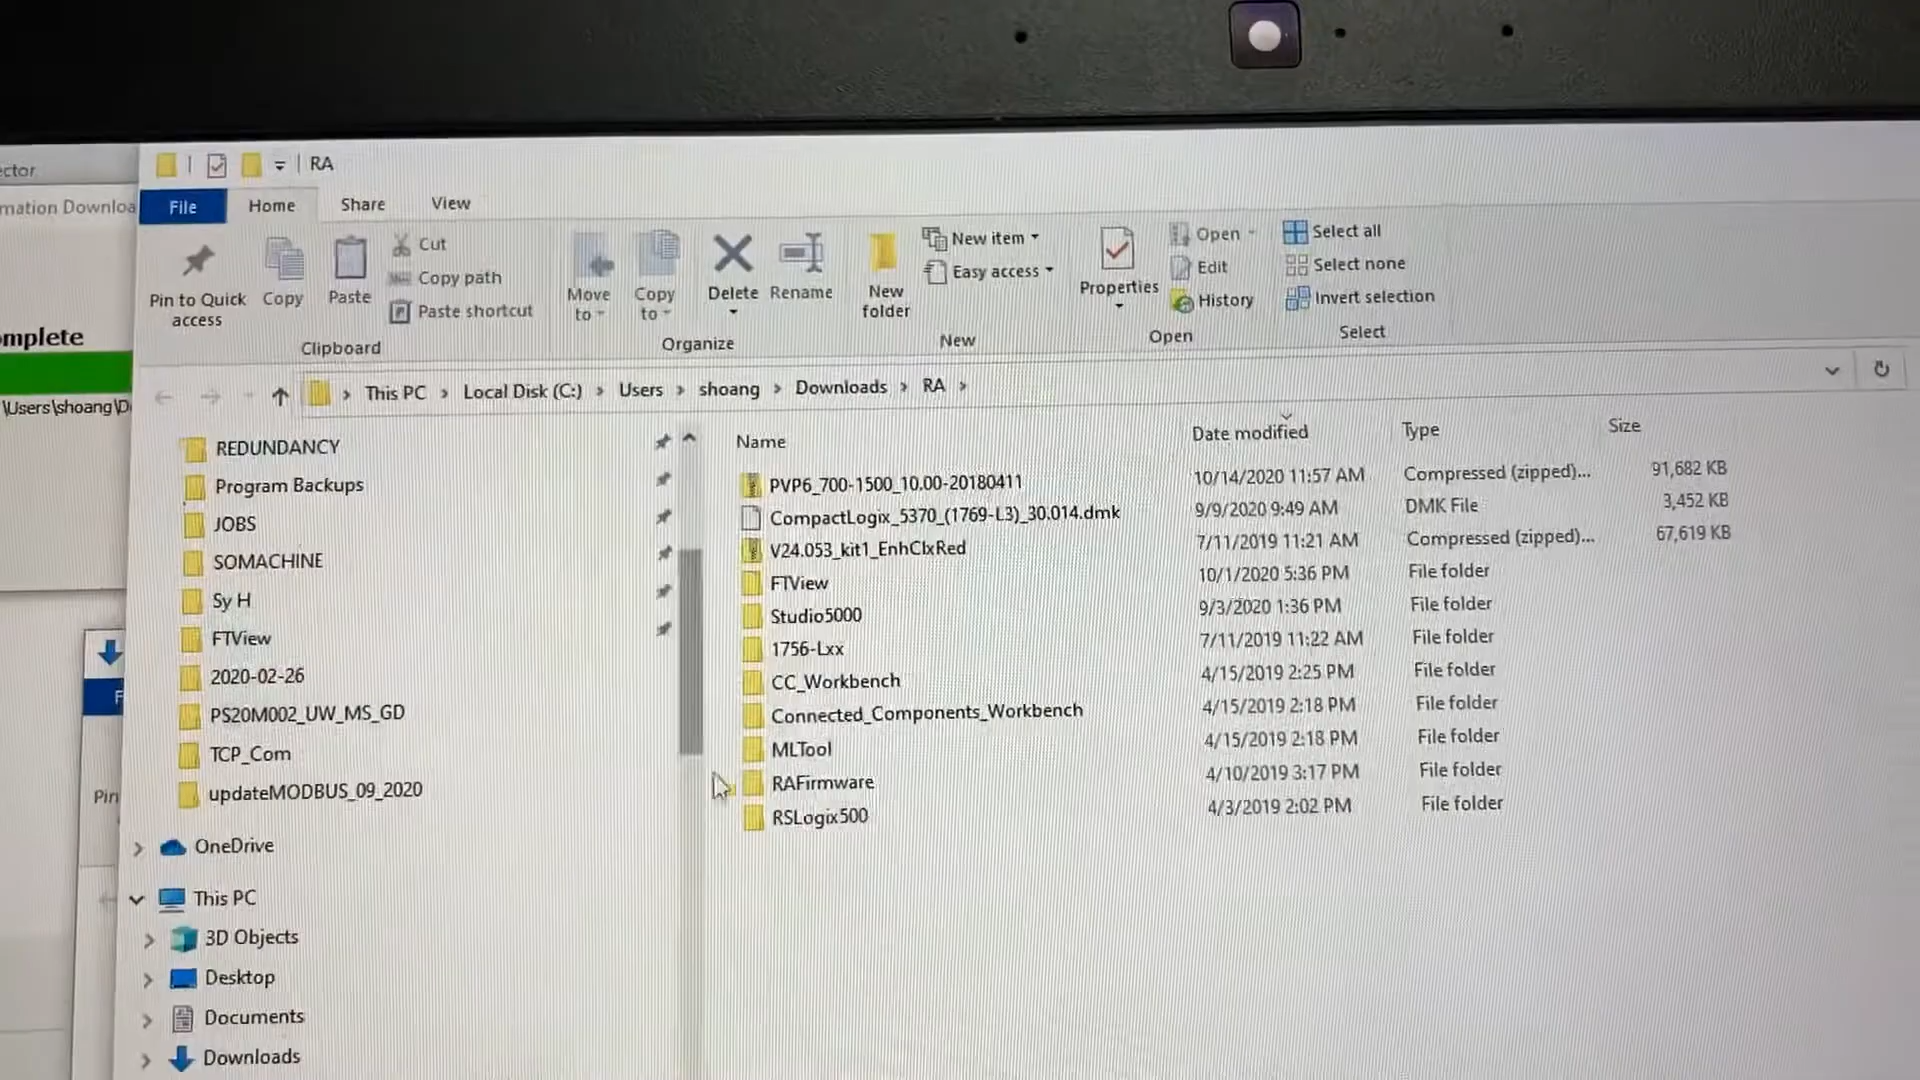 ctor
RA
mation Downloa
File
Home
Share
View
Pin to Quick
access
Copy
Paste
Cut
Copy path
Paste shortcut
Clipboard
Move
to
Copy
to
Delete
Rename
Organize
New
folder
New item
Easy access
New
Properties
Open
Edit
History
Open
Select all
Select none
Invert selection
Select
mplete
\Users\shoang\D
This PC > Local Disk (C:) > Users > shoang > Downloads > RA >
REDUNDANCY
Program Backups
JOBS
SOMACHINE
Sy H
FTView
2020-02-26
PS20M002_UW_MS_GD
TCP_Com
updateMODBUS_09_2020
OneDrive
This PC
3D Objects
Desktop
Documents
Downloads
F
Pin
Name Date modified Type Size
PVP6_700-1500_10.00-20180411 10/14/2020 11:57 AM Compressed (zipped)... 91,682 KB
CompactLogix_5370_(1769-L3)_30.014.dmk 9/9/2020 9:49 AM DMK File 3,452 KB
V24.053_kit1_EnhClxRed 7/11/2019 11:21 AM Compressed (zipped)... 67,619 KB
FTView 10/1/2020 5:36 PM File folder
Studio5000 9/3/2020 1:36 PM File folder
1756-Lxx 7/11/2019 11:22 AM File folder
CC_Workbench 4/15/2019 2:25 PM File folder
Connected_Components_Workbench 4/15/2019 2:18 PM File folder
MLTool 4/15/2019 2:18 PM File folder
RAFirmware 4/10/2019 3:17 PM File folder
RSLogix500 4/3/2019 2:02 PM File folder